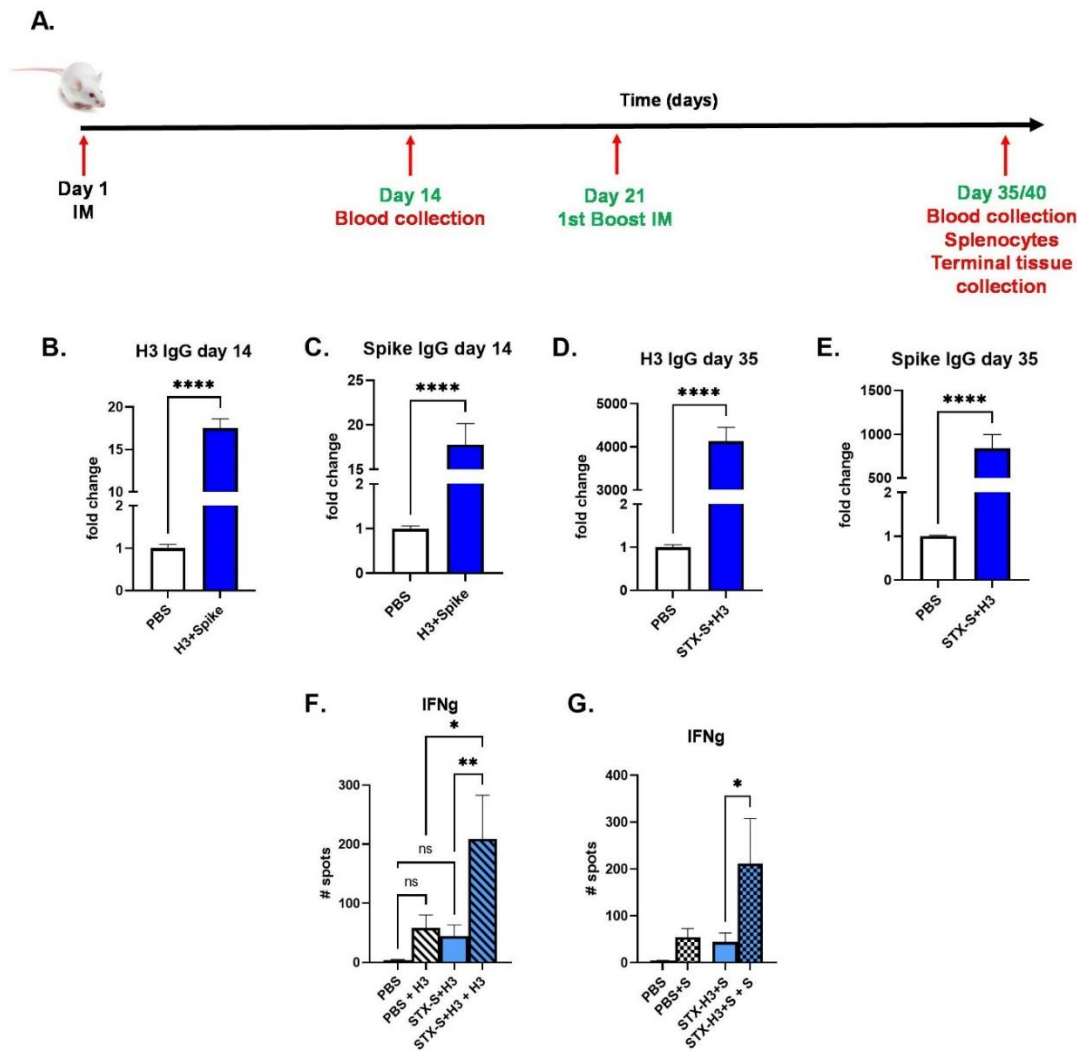 A.
Time (days)
Day 1
IM
Day 14
Blood collection
Day 21
1st Boost IM
Day 35/40
Blood collection
Splenocytes
Terminal tissue
collection
B.
H3 IgG day 14
****
fold change
20
15
10
2
1
0
PBS
H3+Spike
C.
Spike IgG day 14
****
fold change
25
20
15
2
1
0
PBS
H3+Spike
D.
H3 IgG day 35
****
fold change
5000
4000
3000
2
1
0
PBS
STX-S+H3
E.
Spike IgG day 35
****
fold change
1500
1000
500
2
1
0
PBS
STX-S+H3
F.
IFNg
*
**
ns
ns
# spots
300
200
100
0
PBS
PBS + H3
STX-S+H3
STX-S+H3 + H3
G.
IFNg
*
# spots
400
300
200
100
0
PBS
PBS+S
STX-H3+S
STX-H3+S + S